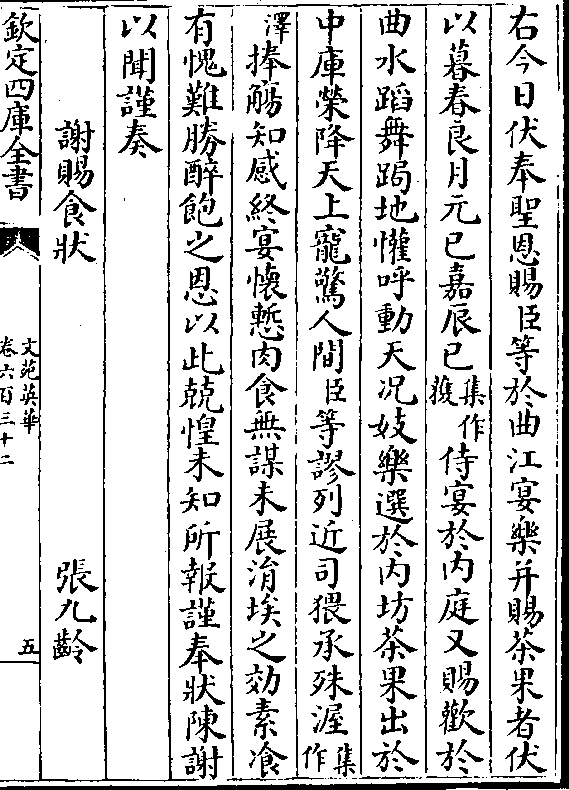 右今日伏奉聖恩賜臣等於曲江宴樂并賜茶果者伏
以暮春良月元巳嘉辰已集作獲侍宴於内庭又賜歡於
曲水蹈舞跼地懽呼動天况妓樂選於内坊茶果出於
中庫榮降天上寵驚人間臣等謬列近司猥承殊渥集作
澤捧觴知感終宴懷慙肉食無謀未展涓埃之効素飡
有愧難勝醉飽之恩以此兢惶未知所報謹奉狀陳謝
以聞謹奏
謝賜食狀 張九齡
欽定四庫全書
文苑英華
卷六百三十二
五